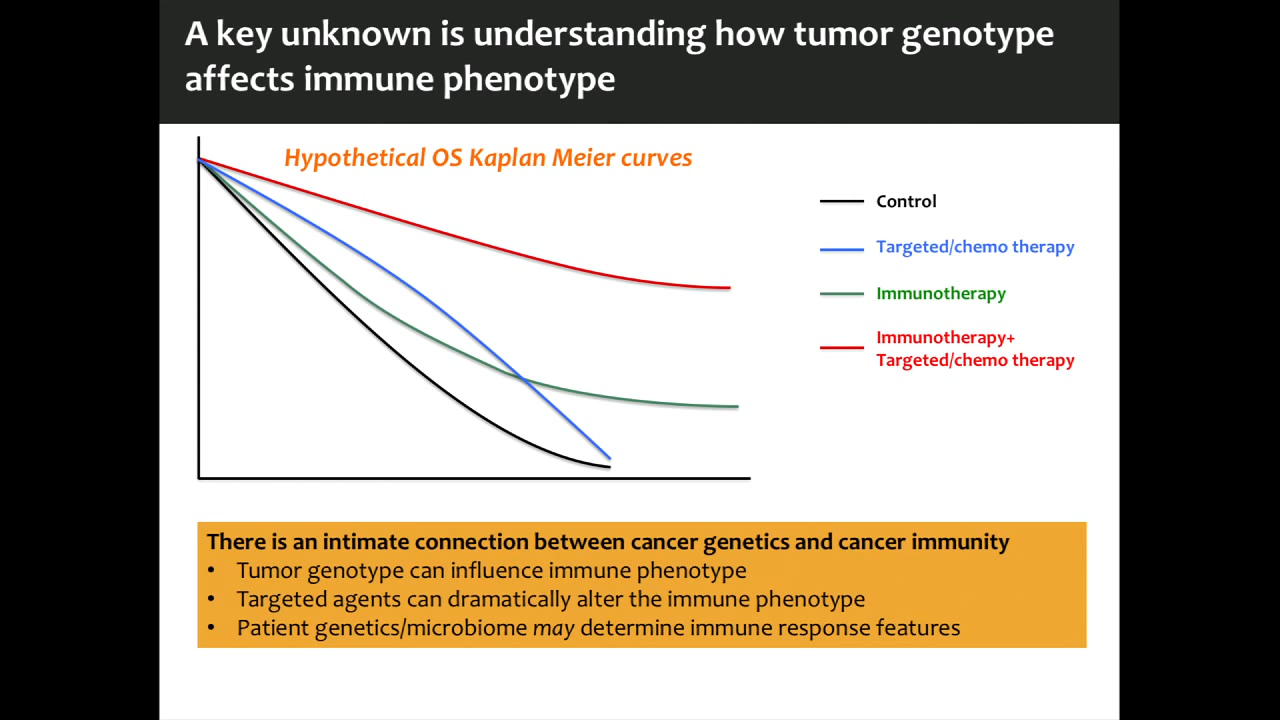 A key unknown is understanding how tumor genotype
affects immune phenotype
Hypothetical OS Kaplan Meier curves
Control
Targeted/chemo therapy
Immunotherapy
Immunotherapy+
Targeted/chemo therapy
There is an intimate connection between cancer genetics and cancer immunity
• Tumor genotype can influence immune phenotype
• Targeted agents can dramatically alter the immune phenotype
• Patient genetics/microbiome may determine immune response features